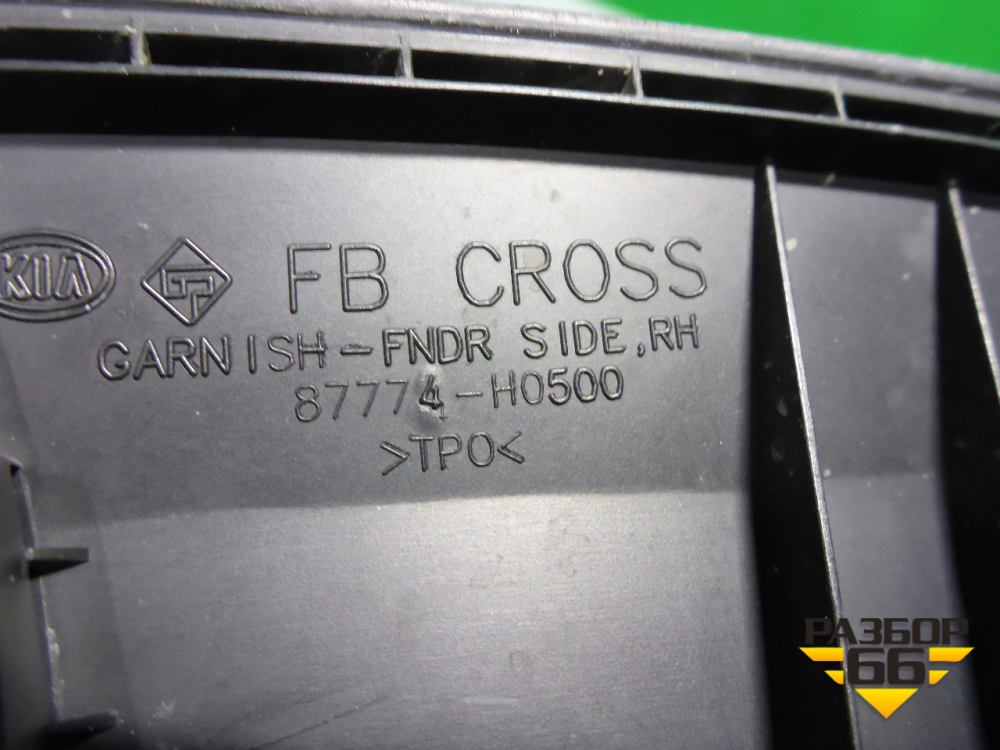 KIA FB CROSS
GARNISH-FNDR SIDE,RH
87774-H0500
>TPO<
РАЗБОР
66